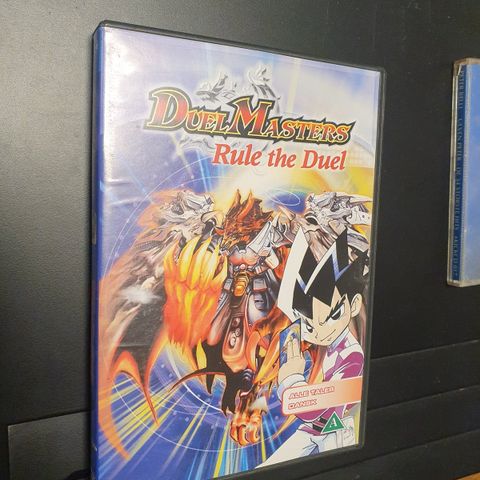 DUEL MASTERS
Rule the Duel
ALLE TALER
DANSK
A